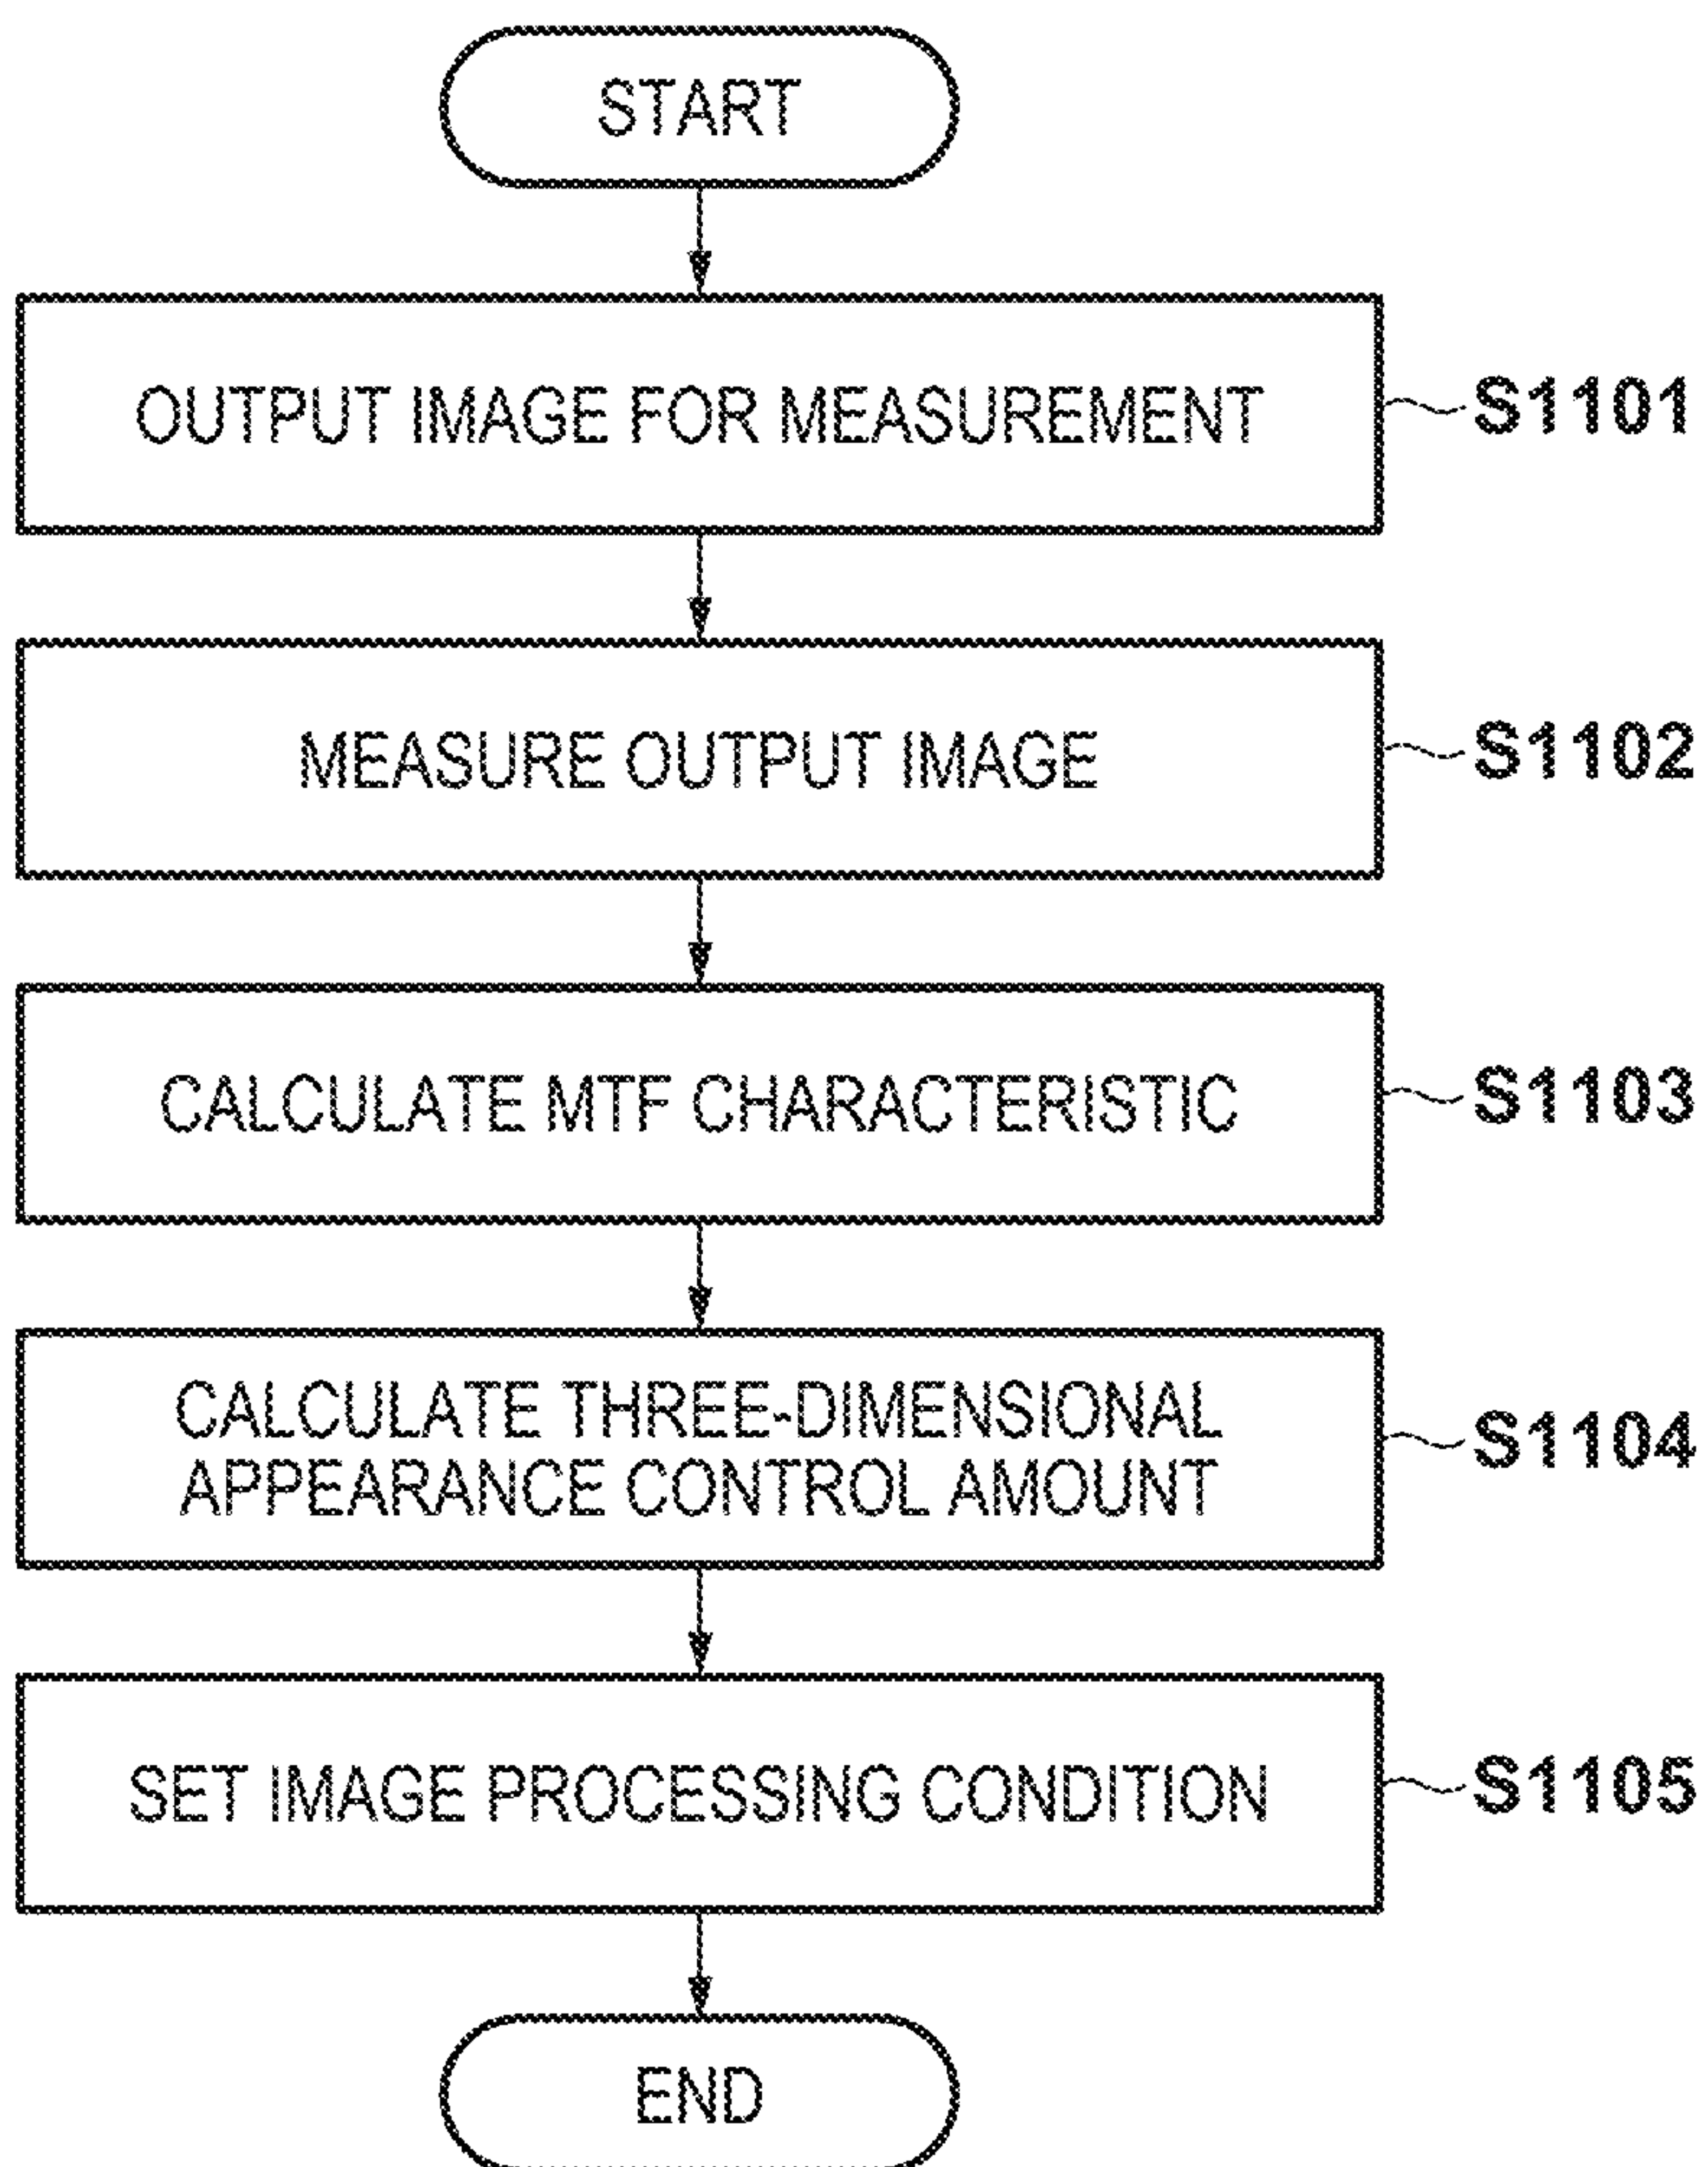 START
OUTPUT IMAGE FOR MEASUREMENT
S1101
MEASURE OUTPUT IMAGE
S1102
CALCULATE MTF CHARACTERISTIC
S1103
CALCULATE THREE-DIMENSIONAL
APPEARANCE CONTROL AMOUNT
S1104
SET IMAGE PROCESSING CONDITION
S1105
END